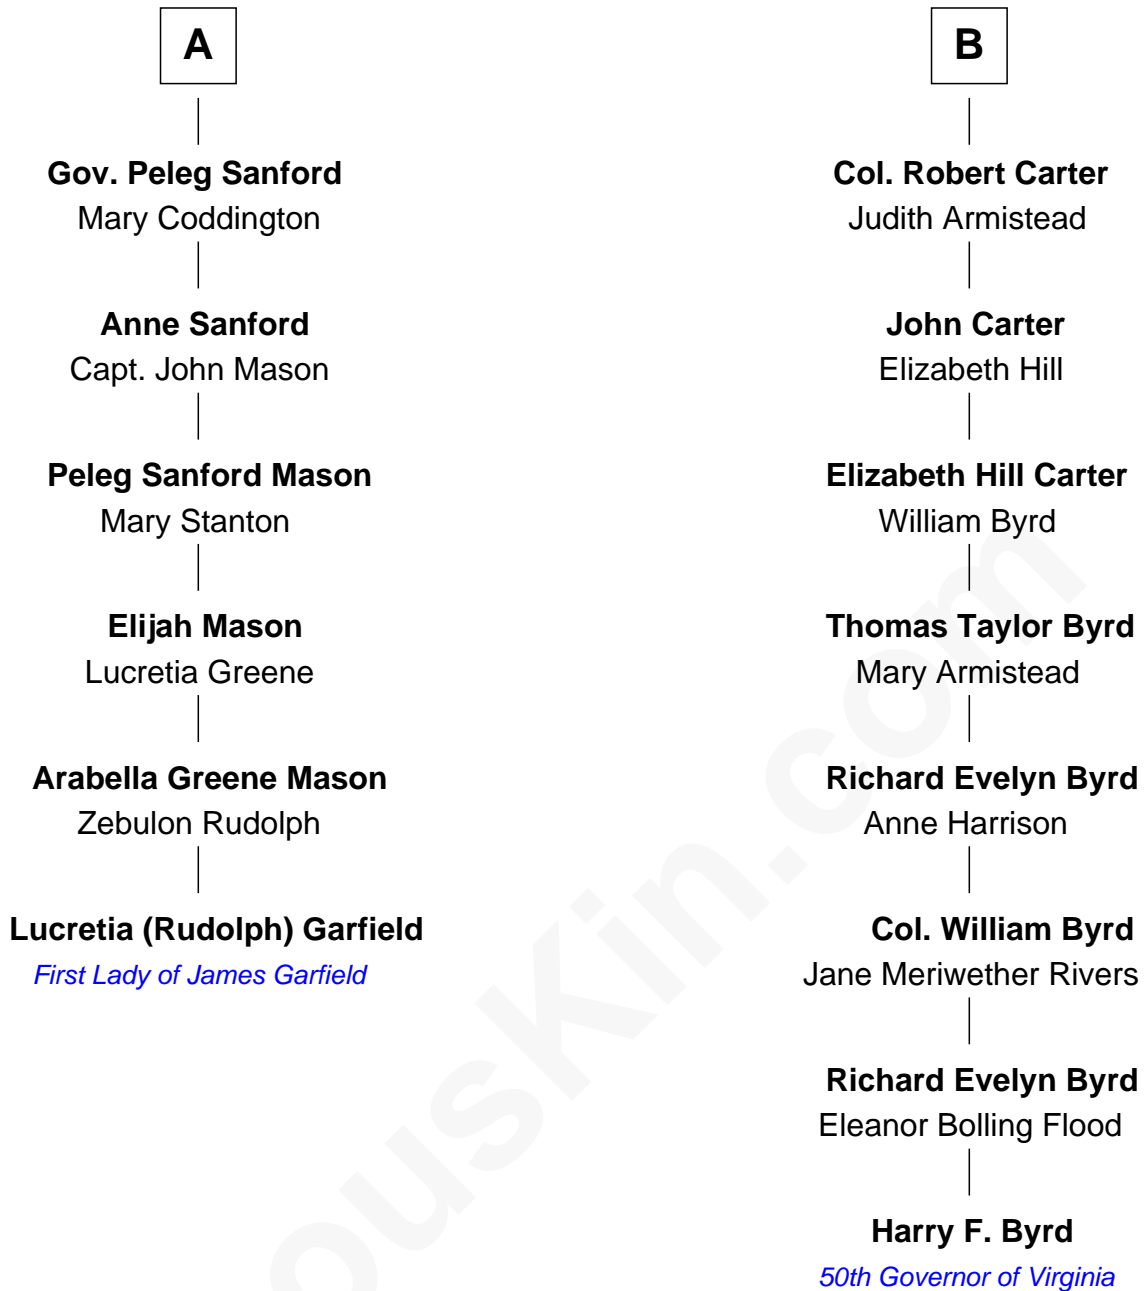 A
Gov. Peleg Sanford
Mary Coddington
Anne Sanford
Capt. John Mason
Peleg Sanford Mason
Mary Stanton
Elijah Mason
Lucretia Greene
Arabella Greene Mason
Zebulon Rudolph
Lucretia (Rudolph) Garfield
First Lady of James Garfield
B
Col. Robert Carter
Judith Armistead
John Carter
Elizabeth Hill
Elizabeth Hill Carter
William Byrd
Thomas Taylor Byrd
Mary Armistead
Richard Evelyn Byrd
Anne Harrison
Col. William Byrd
Jane Meriwether Rivers
Richard Evelyn Byrd
Eleanor Bolling Flood
Harry F. Byrd
50th Governor of Virginia
ousKin.com